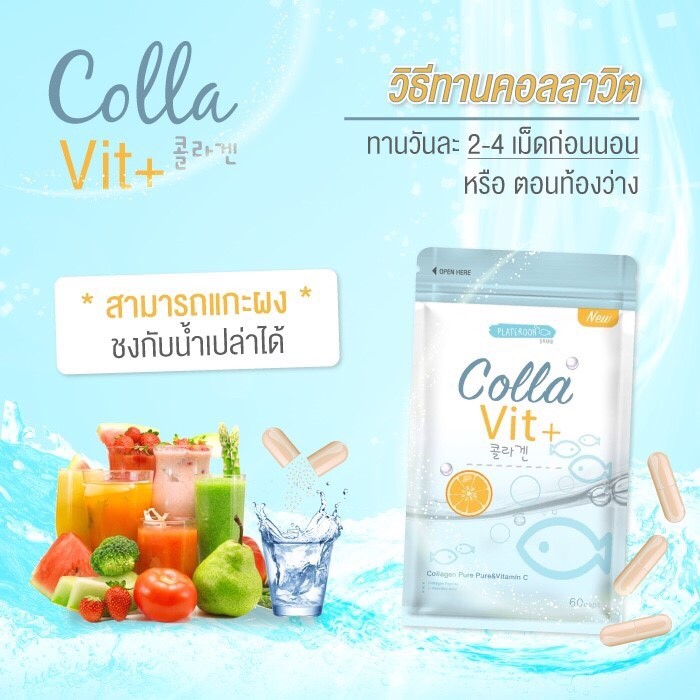 Colla
Vit+ 콜라겐
วิธีทานคอลลาวิต
ทานวันละ 2-4 เม็ดก่อนนอน
หรือ ตอนท้องว่าง
* สามารถแกะผง *
ชงกับน้ำเปล่าได้
OPEN HERE
PLATEROON
BRAND
New
Colla
Vit+
콜라겐
Collagen Pure Pure&Vitamin C
60